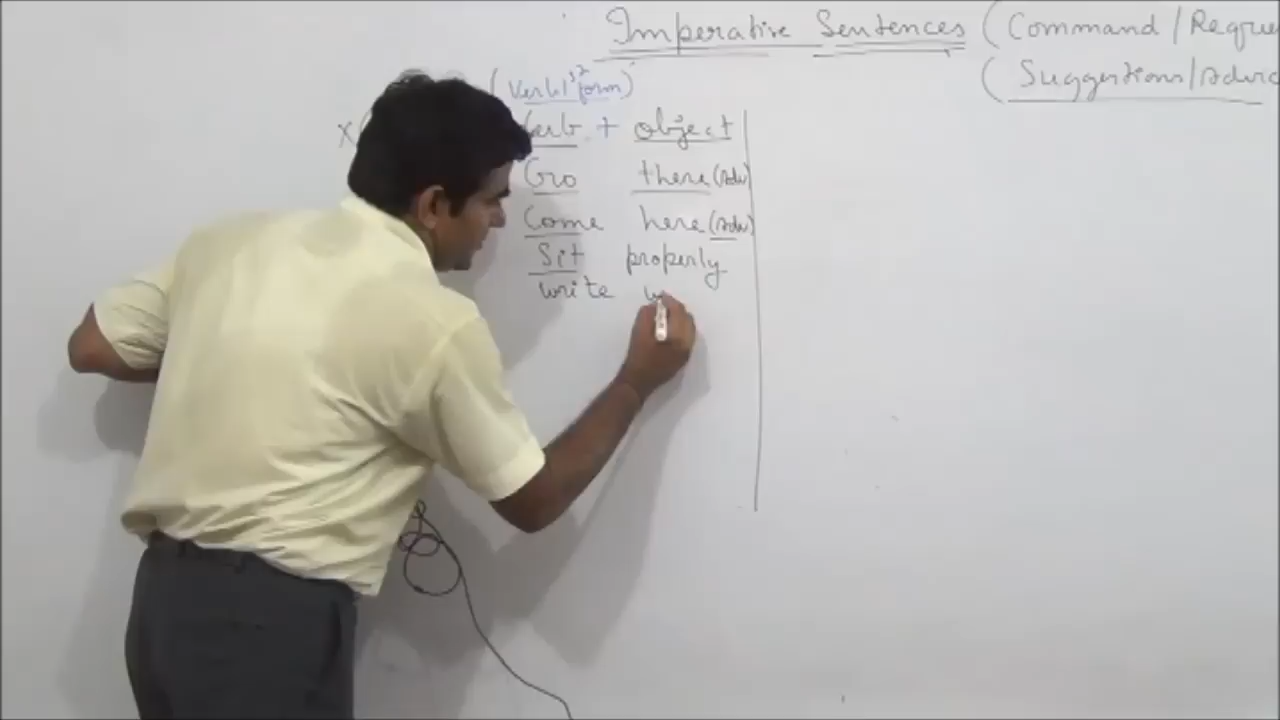 Imperative Sentences (Command/Reque
(Suggestions/Advic
(Verb 1st form)
Verb + object
Go there (Adv)
Come here (Adv)
Sit properly
write w